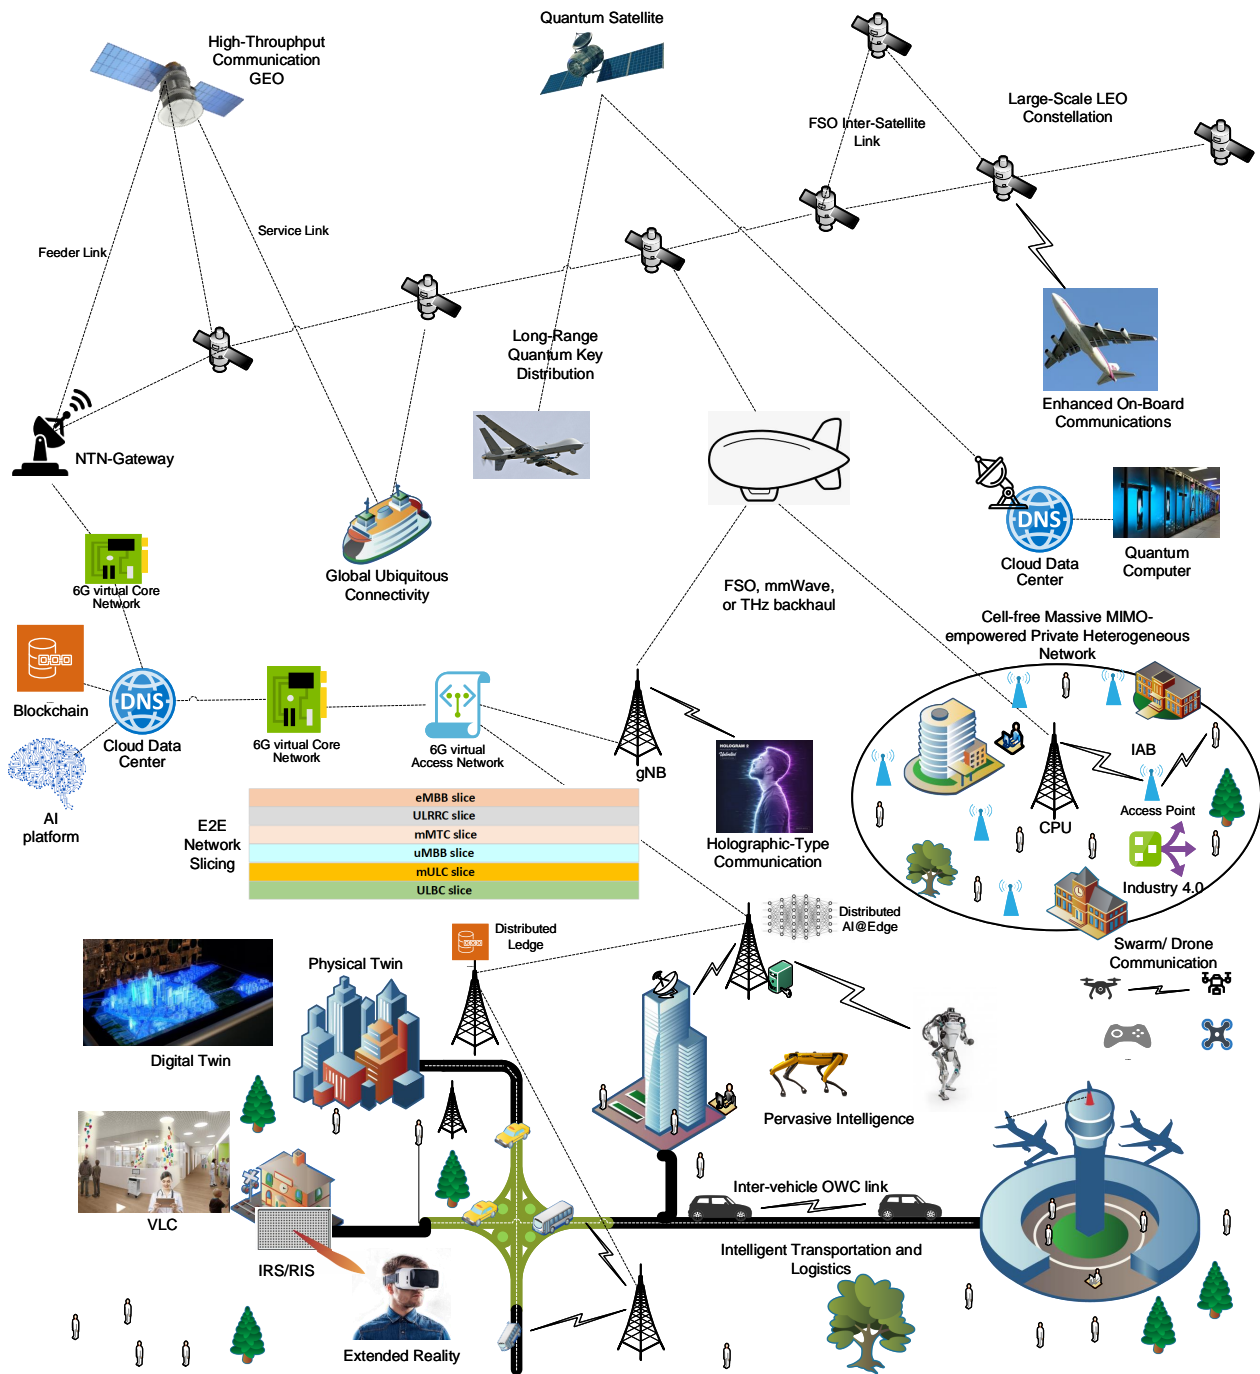 High-Throuphput
Communication
GEO
Quantum Satellite
Large-Scale LEO
Constellation
FSO Inter-Satellite
Link
Service Link
Feeder Link
Long-Range
Quantum Key
Distribution
Enhanced On-Board
Communications
NTN-Gateway
DNS
Cloud Data
Center
Quantum
Computer
Global Ubiquitous
Connectivity
6G virtual Core
Network
FSO, mmWave,
or THz backhaul
Cell-free Massive MIMO-
empowered Private Heterogeneous
Network
Blockchain
DNS
Cloud Data
Center
6G virtual Core
Network
6G virtual
Access Network
gNB
HOLOGRAM 2
AI
platform
IAB
CPU
Access Point
Industry 4.0
E2E
Network
Slicing
eMBB slice
ULRRC slice
mMTC slice
uMBB slice
mULC slice
ULBC slice
Holographic-Type
Communication
Distributed
Ledge
Distributed
AI@Edge
Swarm/ Drone
Communication
Physical Twin
Digital Twin
Pervasive Intelligence
Inter-vehicle OWC link
VLC
IRS/RIS
Intelligent Transportation and
Logistics
Extended Reality